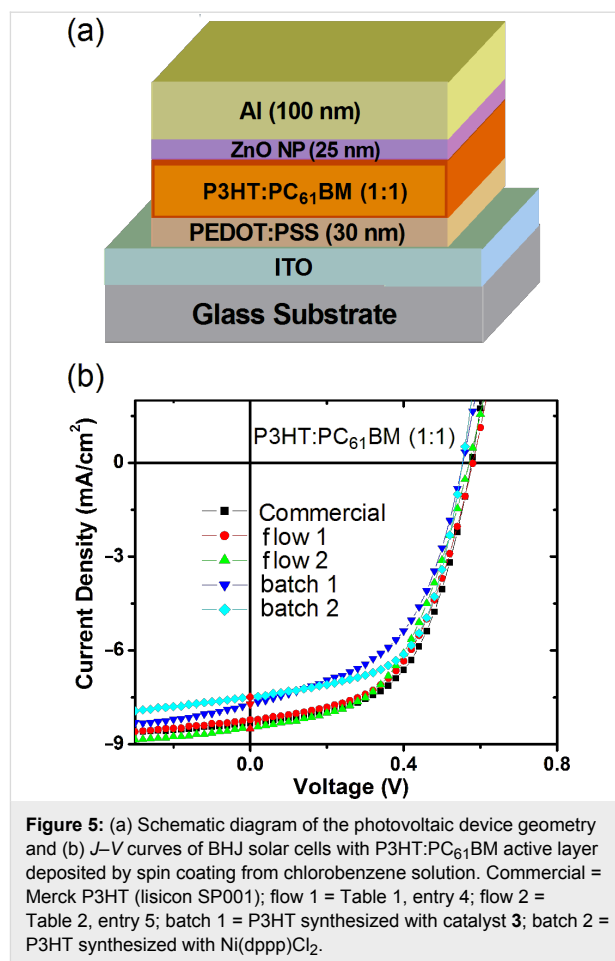 (a)
Al (100 nm)
ZnO NP (25 nm)
P3HT:PC61BM (1:1)
PEDOT:PSS (30 nm)
ITO
Glass Substrate
(b)
P3HT:PC61BM (1:1)
Commercial
flow 1
flow 2
batch 1
batch 2
0
-3
-6
-9
Current Density (mA/cm²)
0.0 0.4 0.8
Voltage (V)
Figure 5: (a) Schematic diagram of the photovoltaic device geometry
and (b) J–V curves of BHJ solar cells with P3HT:PC61BM active layer
deposited by spin coating from chlorobenzene solution. Commercial =
Merck P3HT (lisicon SP001); flow 1 = Table 1, entry 4; flow 2 =
Table 2, entry 5; batch 1 = P3HT synthesized with catalyst 3; batch 2 =
P3HT synthesized with Ni(dppp)Cl2.